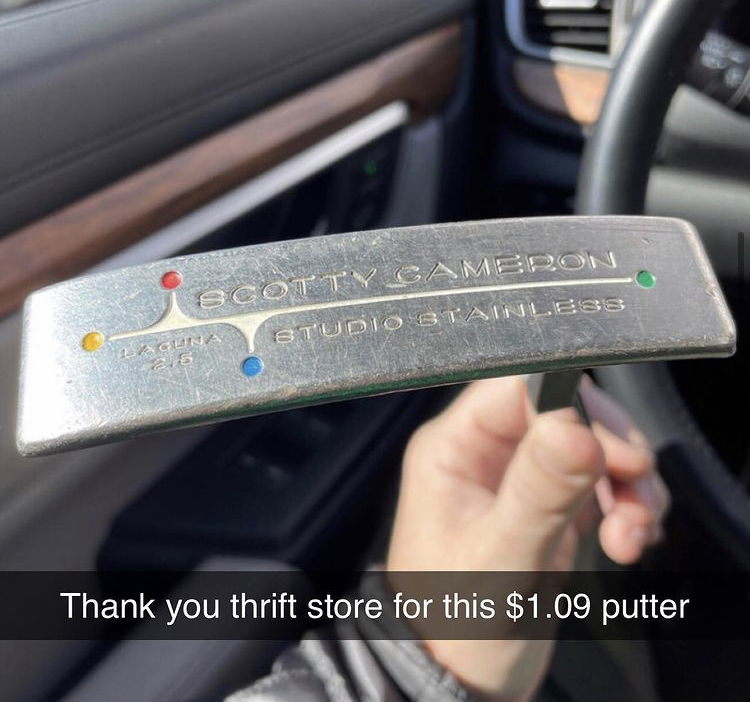 SCOTTY CAMERON
STUDIO STAINLESS
LAGUNA
2.5
Thank you thrift store for this $1.09 putter